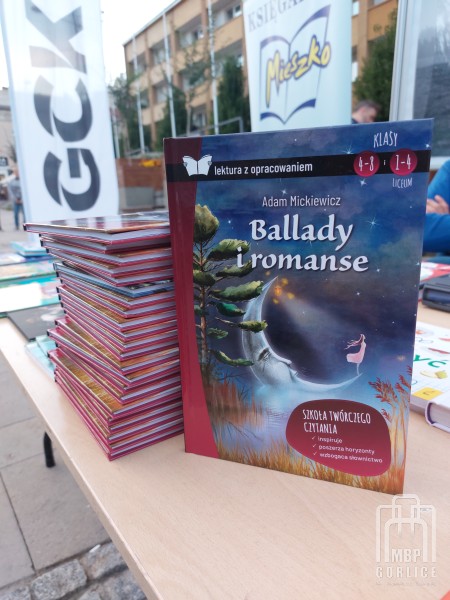 GCK
KSIĘGA
Mieszko
lektura z opracowaniem
KLASY
4-8 i 1-4
LICEUM
Adam Mickiewicz
Ballady
i romanse
SZKOŁA TWÓRCZEGO
CZYTANIA
✓ inspiruje
✓ poszerza horyzonty
✓ wzbogaca słownictwo
MBP
GORLICE